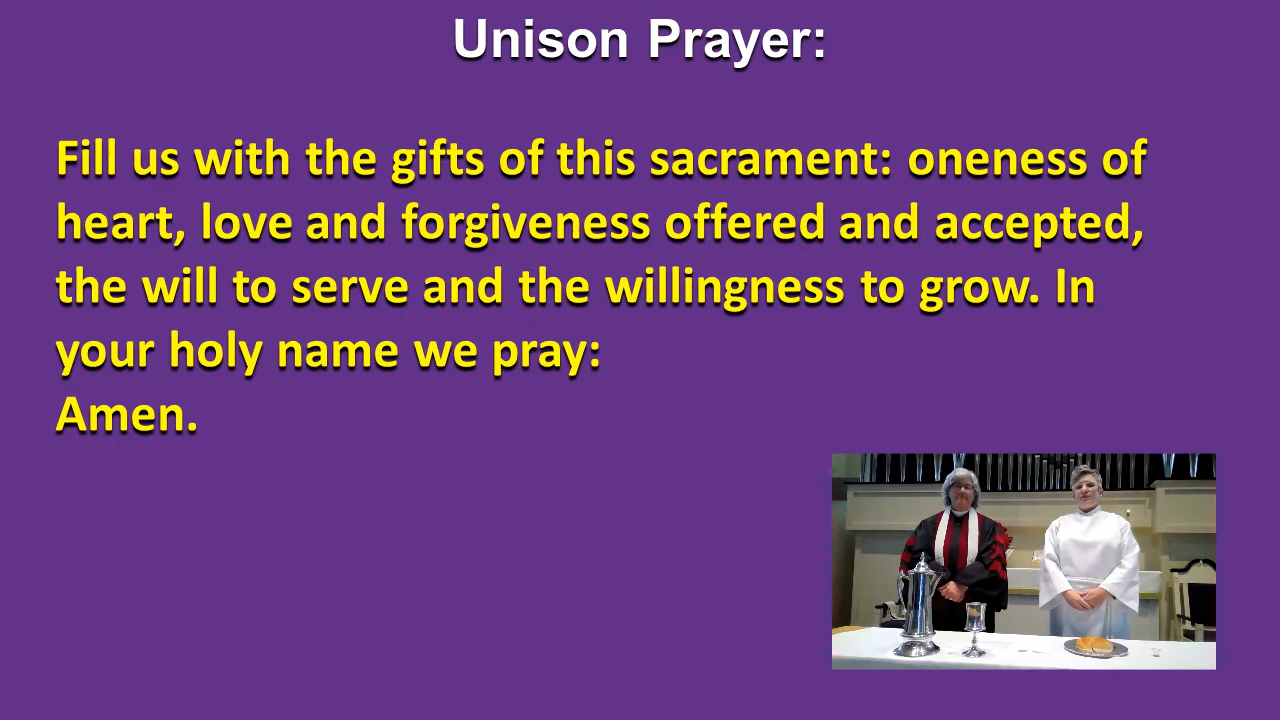 Unison Prayer:
Fill us with the gifts of this sacrament: oneness of
heart, love and forgiveness offered and accepted,
the will to serve and the willingness to grow. In
your holy name we pray:
Amen.